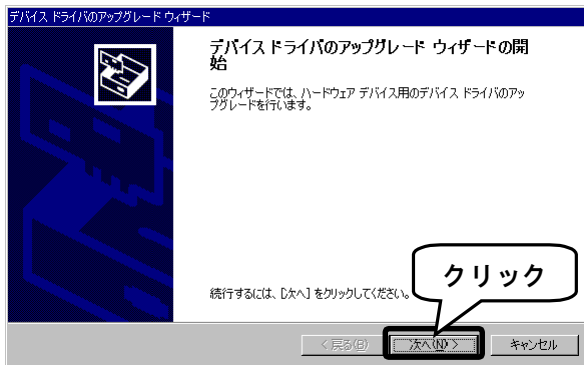 デバイス ドライバのアップグレード ウィザード
デバイス ドライバのアップグレード ウィザードの開
始
このウィザードでは、ハードウェア デバイス用のデバイス ドライバのアッ
プグレードを行います。
クリック
続行するには、[次へ] をクリックしてください。
< 戻る(B)
次へ(N) >
キャンセル